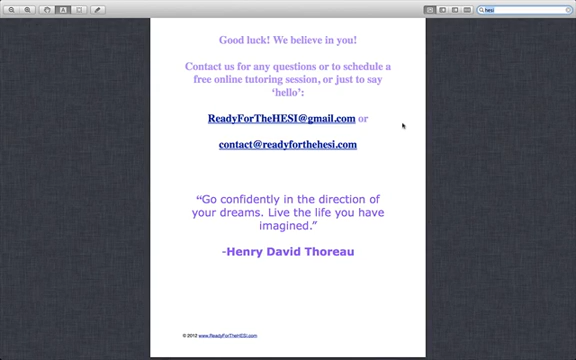 hesi
Good luck! We believe in you!
Contact us for any questions or to schedule a
free online tutoring session, or just to say
‘hello’:
ReadyForTheHESI@gmail.com or
contact@readyforthehesi.com
“Go confidently in the direction of
your dreams. Live the life you have
imagined.”
-Henry David Thoreau
© 2012 www.ReadyForTheHESI.com